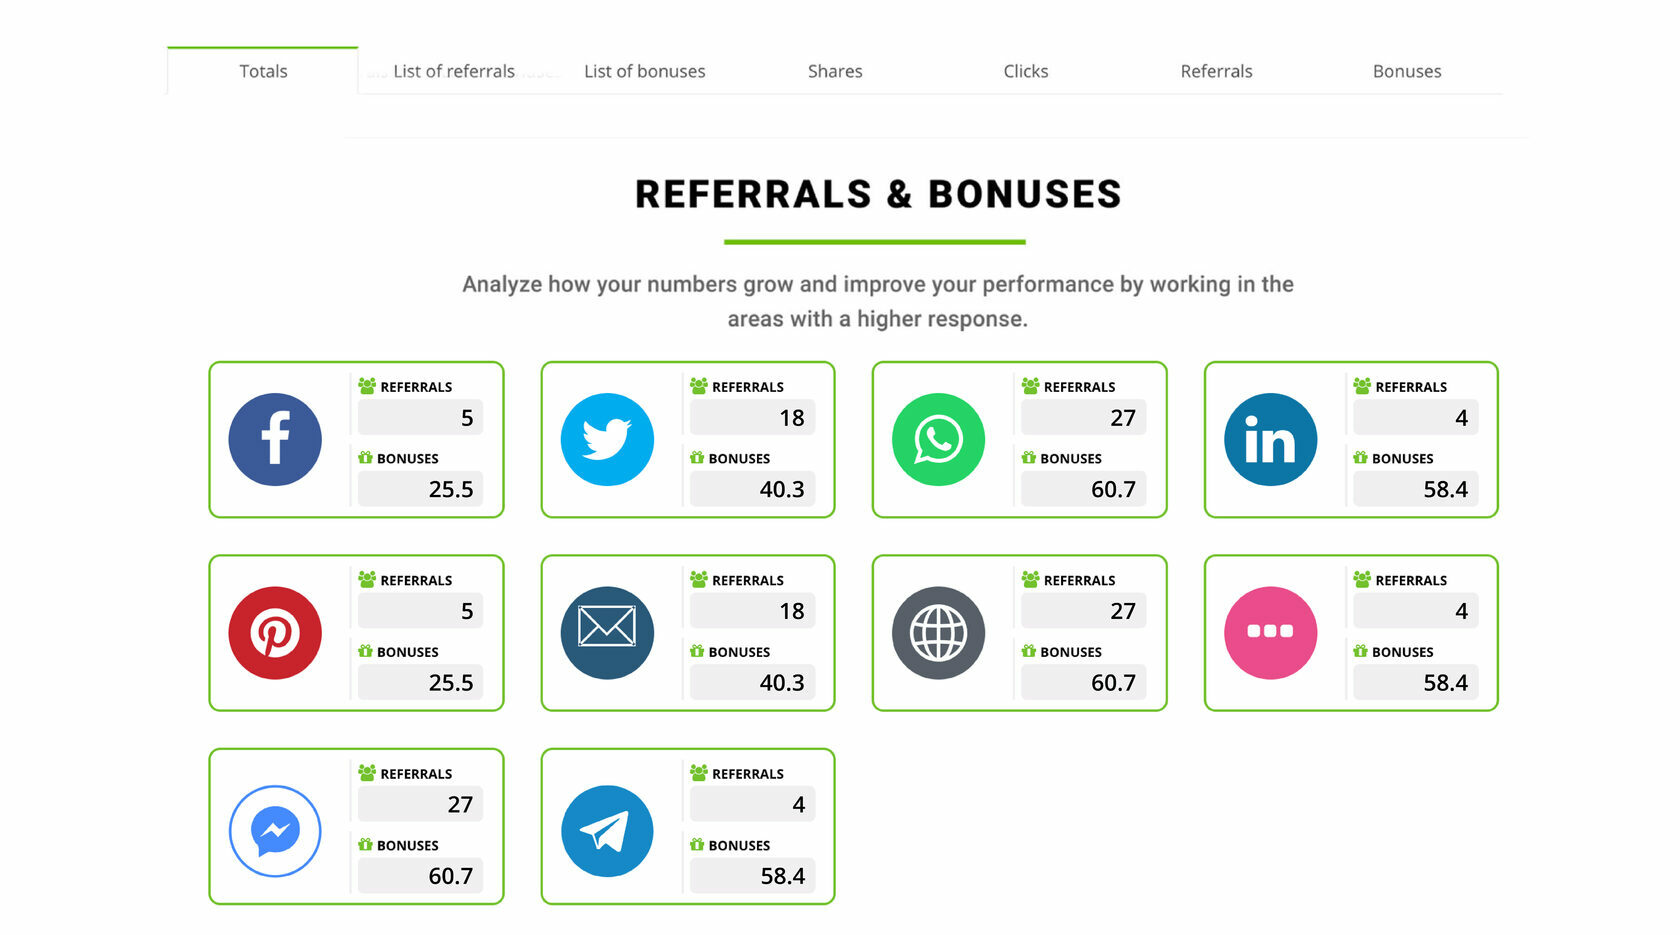 Totals List of referrals List of bonuses Shares Clicks Referrals Bonuses
REFERRALS & BONUSES
Analyze how your numbers grow and improve your performance by working in the
areas with a higher response.
REFERRALS
5
BONUSES
25.5
REFERRALS
18
BONUSES
40.3
REFERRALS
27
BONUSES
60.7
in
REFERRALS
4
BONUSES
58.4
REFERRALS
5
BONUSES
25.5
REFERRALS
18
BONUSES
40.3
REFERRALS
27
BONUSES
60.7
REFERRALS
4
BONUSES
58.4
REFERRALS
27
BONUSES
60.7
REFERRALS
4
BONUSES
58.4